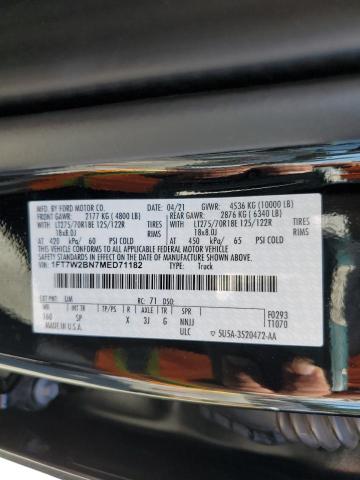 MFD. BY FORD MOTOR CO. 04/21 GVWR: 4536 KG (10000 LB)
FRONT GAWR: 2177 KG ( 4800 LB) REAR GAWR: 2876 KG ( 6340 LB)
WITH LT275/70R18E 125/122R TIRES WITH LT275/70R18E 125/122R TIRES
18x8.0J RIMS 18x8.0J RIMS
AT 420 kPa/ 60 PSI COLD AT 450 kPa/ 65 PSI COLD
THIS VEHICLE CONFORMS TO ALL APPLICABLE FEDERAL MOTOR VEHICLE
SAFETY STANDARDS IN EFFECT ON THE DATE OF MANUFACTURE SHOWN ABOVE.
VIN: 1FT7W2BN7MED71182 TYPE: Truck
EXT PNT: UM RC: 71 DSO: F0293
WB INT TR TP/PS R AXLE TR SPR T1070
160 SP X 3J G NNJJ
MADE IN U.S.A. ULC 5U5A-3520472-AA